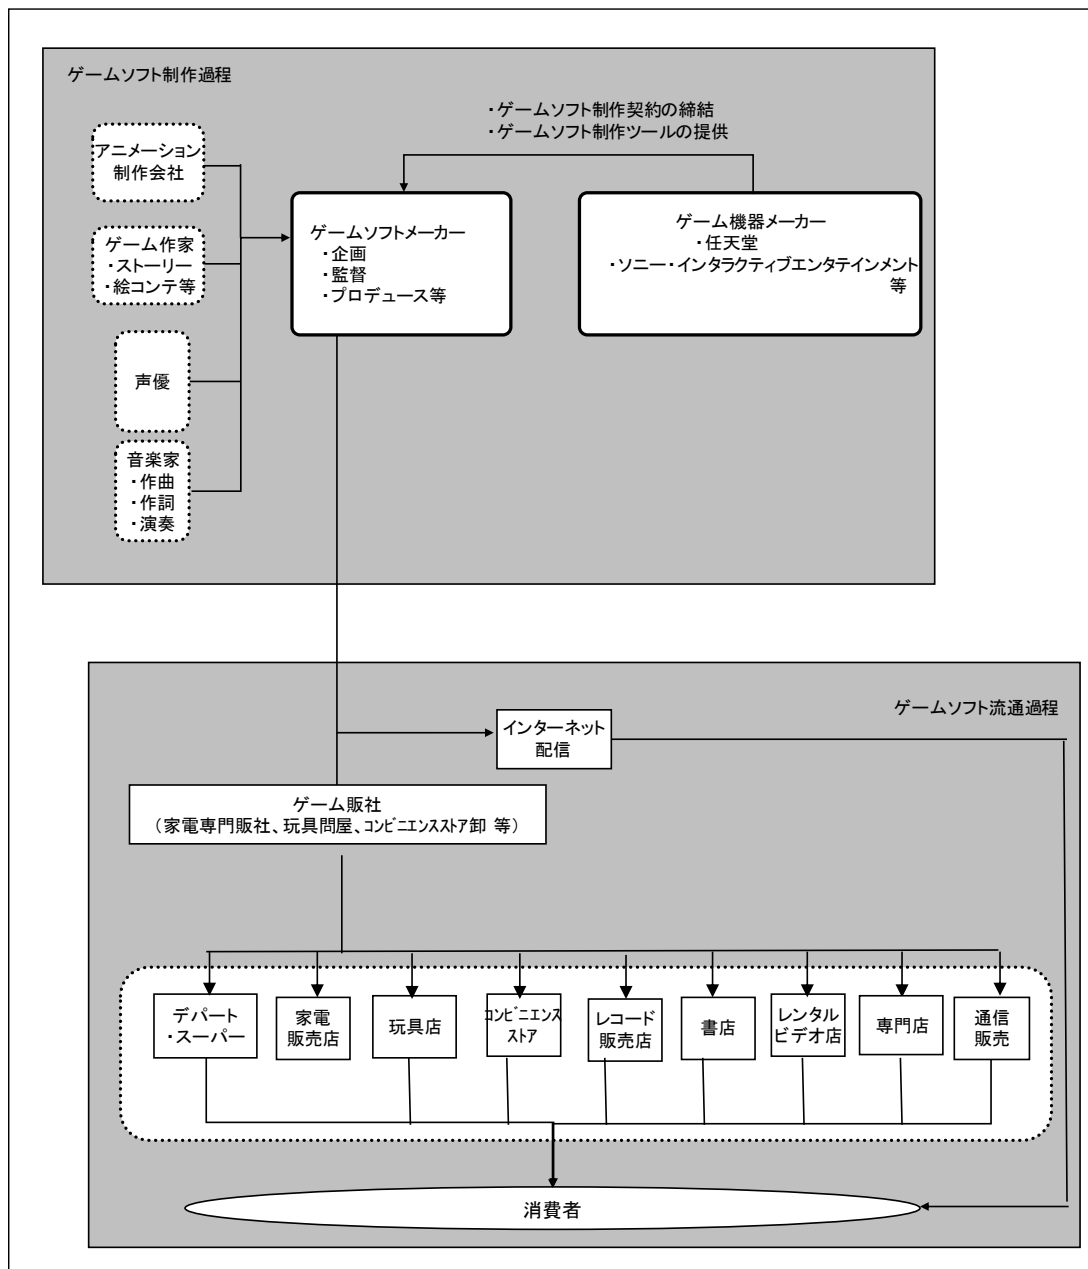 ゲームソフト制作過程
・ゲームソフト制作契約の締結
・ゲームソフト制作ツールの提供
アニメーション
制作会社
ゲーム作家
・ストーリー
・絵コンテ等
声優
音楽家
・作曲
・作詞
・演奏
ゲームソフトメーカー
・企画
・監督
・プロデュース等
ゲーム機器メーカー
・任天堂
・ソニー・インタラクティブエンタテインメント
等
ゲームソフト流通過程
インターネット
配信
ゲーム販社
（家電専門販社、玩具問屋、ｺﾝﾋﾞﾆｴﾝｽｽﾄｱ卸 等）
デパート
・スーパー
家電
販売店
玩具店
ｺﾝﾋﾞﾆｴﾝｽ
ｽﾄｱ
レコード
販売店
書店
レンタル
ビデオ店
専門店
通信
販売
消費者